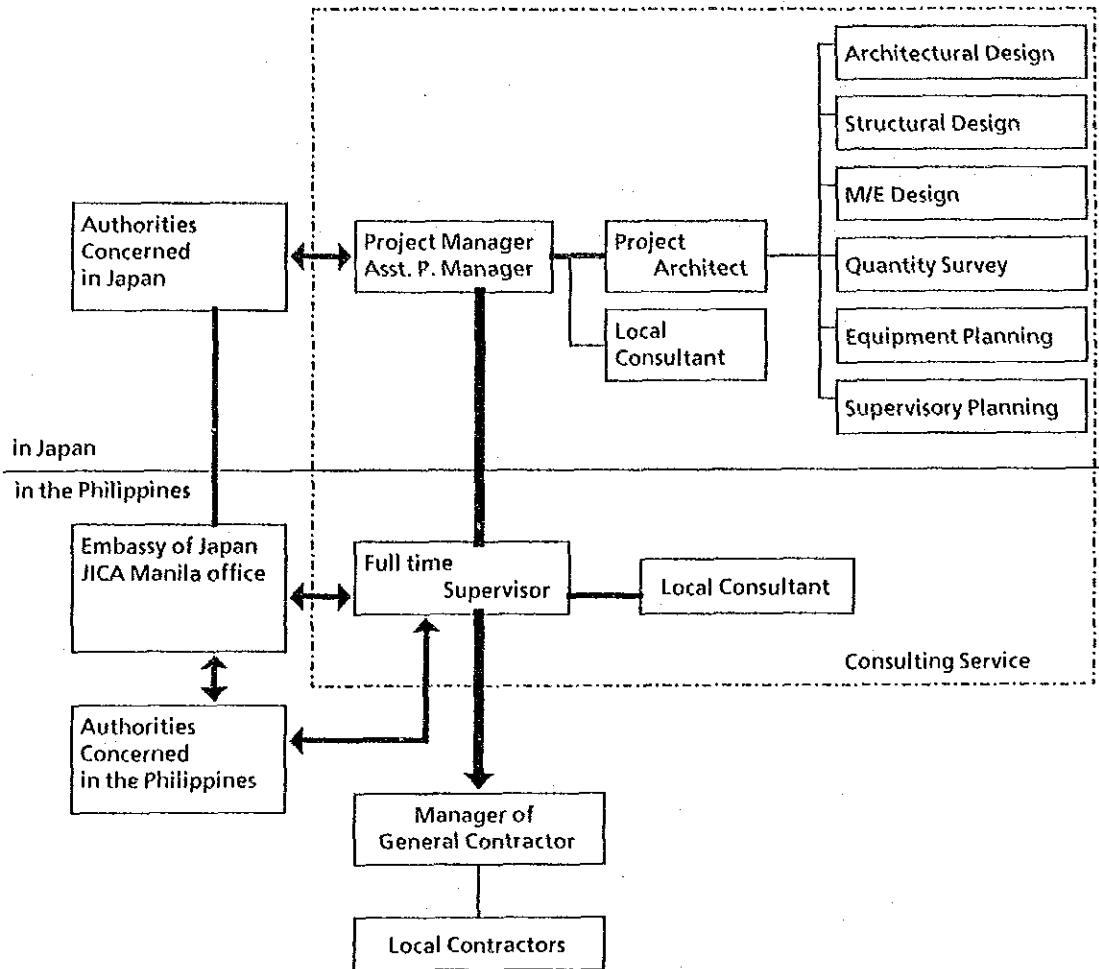 Architectural Design
Structural Design
M/E Design
Quantity Survey
Equipment Planning
Supervisory Planning
Authorities
Concerned
in Japan
Project Manager
Asst. P. Manager
Project
Architect
Local
Consultant
in Japan
in the Philippines
Embassy of Japan
JICA Manila office
Full time
Supervisor
Local Consultant
Consulting Service
Authorities
Concerned
in the Philippines
Manager of
General Contractor
Local Contractors